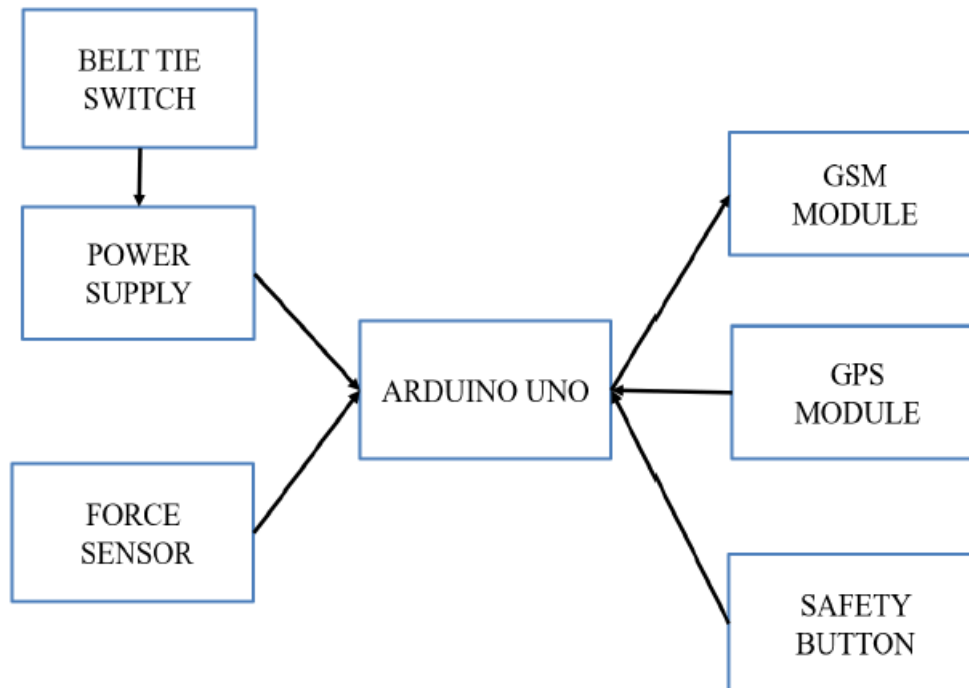 BELT TIE
SWITCH
POWER
SUPPLY
FORCE
SENSOR
ARDUINO UNO
GSM
MODULE
GPS
MODULE
SAFETY
BUTTON